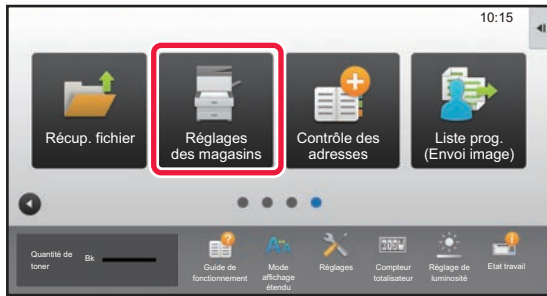 10:15
Récup. fichier
Réglages
des magasins
Contrôle des
adresses
Liste prog.
(Envoi image)
Quantité de
toner
Bk
Guide de
fonctionnement
Mode
affichage
étendu
Réglages
Compteur
totalisateur
Réglage de
luminosité
Etat travail